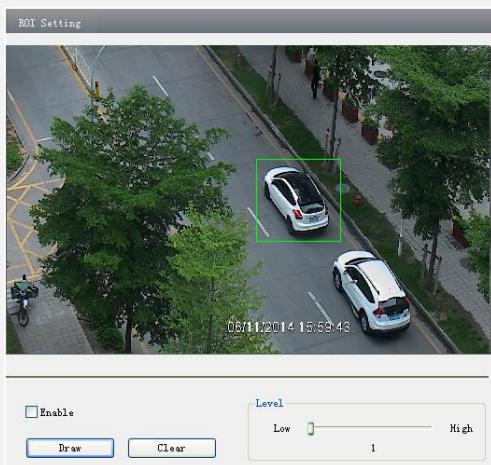 ROI Setting
06/11/2014 15:59:43
Enable
Level
Low High
1
Draw Clear